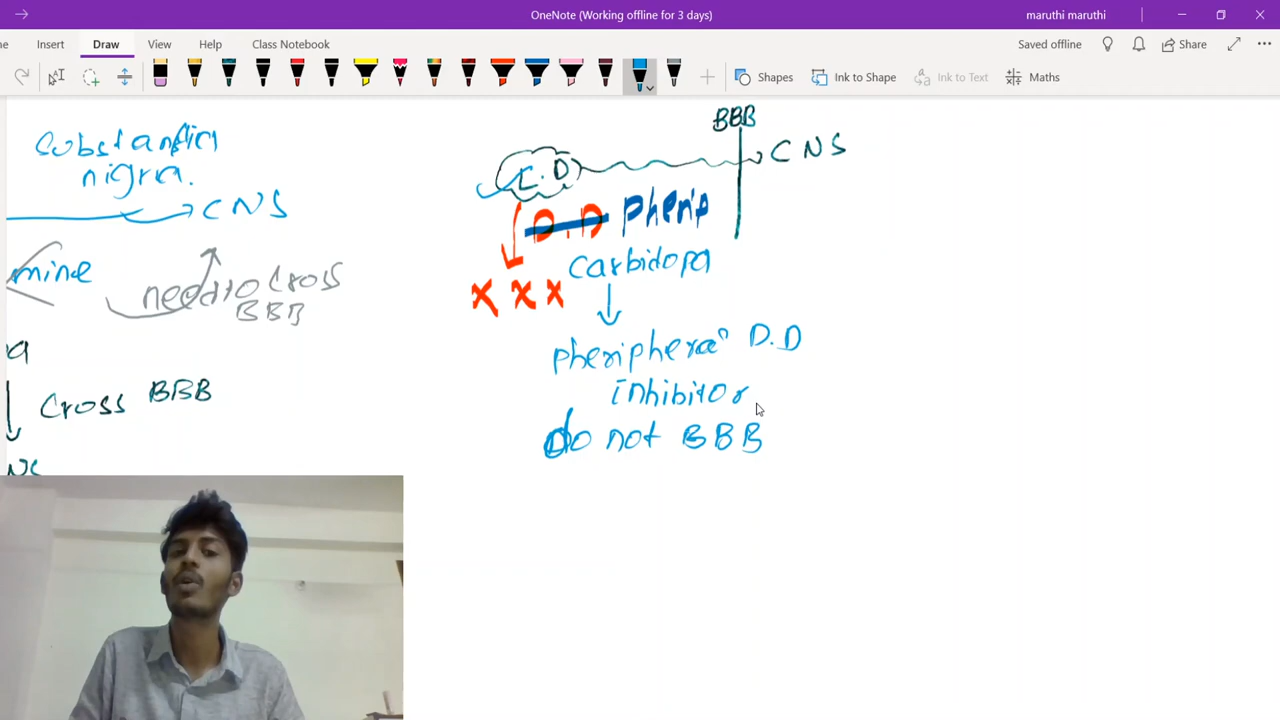 OneNote (Working offline for 3 days)
maruthi maruthi
Insert
Draw
View
Help
Class Notebook
Saved offline
Share
Shapes
Ink to Shape
Ink to Text
Maths
substantia
nigra.
CNS
mine
need to cross
BBB
Cross BBB
BBB
L.D
CNS
D.D
pherip
carbidopa
x x x
pheripheral D.D
inhibitor
do not BBB